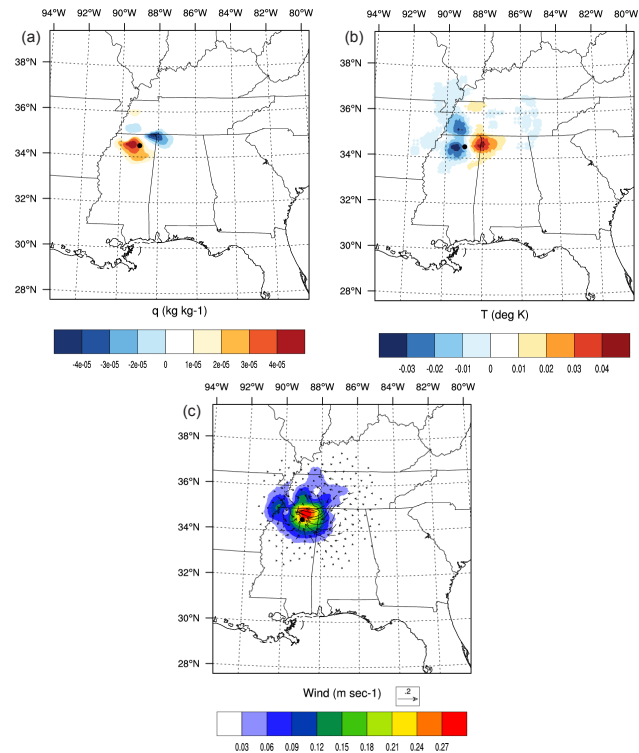 94°W 92°W 90°W 88°W 86°W 84°W 82°W 80°W
(a)
38°N
36°N
34°N
32°N
30°N
28°N
q (kg kg-1)
-4e-05 -3e-05 -2e-05 0 1e-05 2e-05 3e-05 4e-05
94°W 92°W 90°W 88°W 86°W 84°W 82°W 80°W
(b)
38°N
36°N
34°N
32°N
30°N
28°N
T (deg K)
-0.03 -0.02 -0.01 0 0.01 0.02 0.03 0.04
94°W 92°W 90°W 88°W 86°W 84°W 82°W 80°W
(c)
38°N
36°N
34°N
32°N
30°N
28°N
Wind (m sec-1) .2
0.03 0.06 0.09 0.12 0.15 0.18 0.21 0.24 0.27